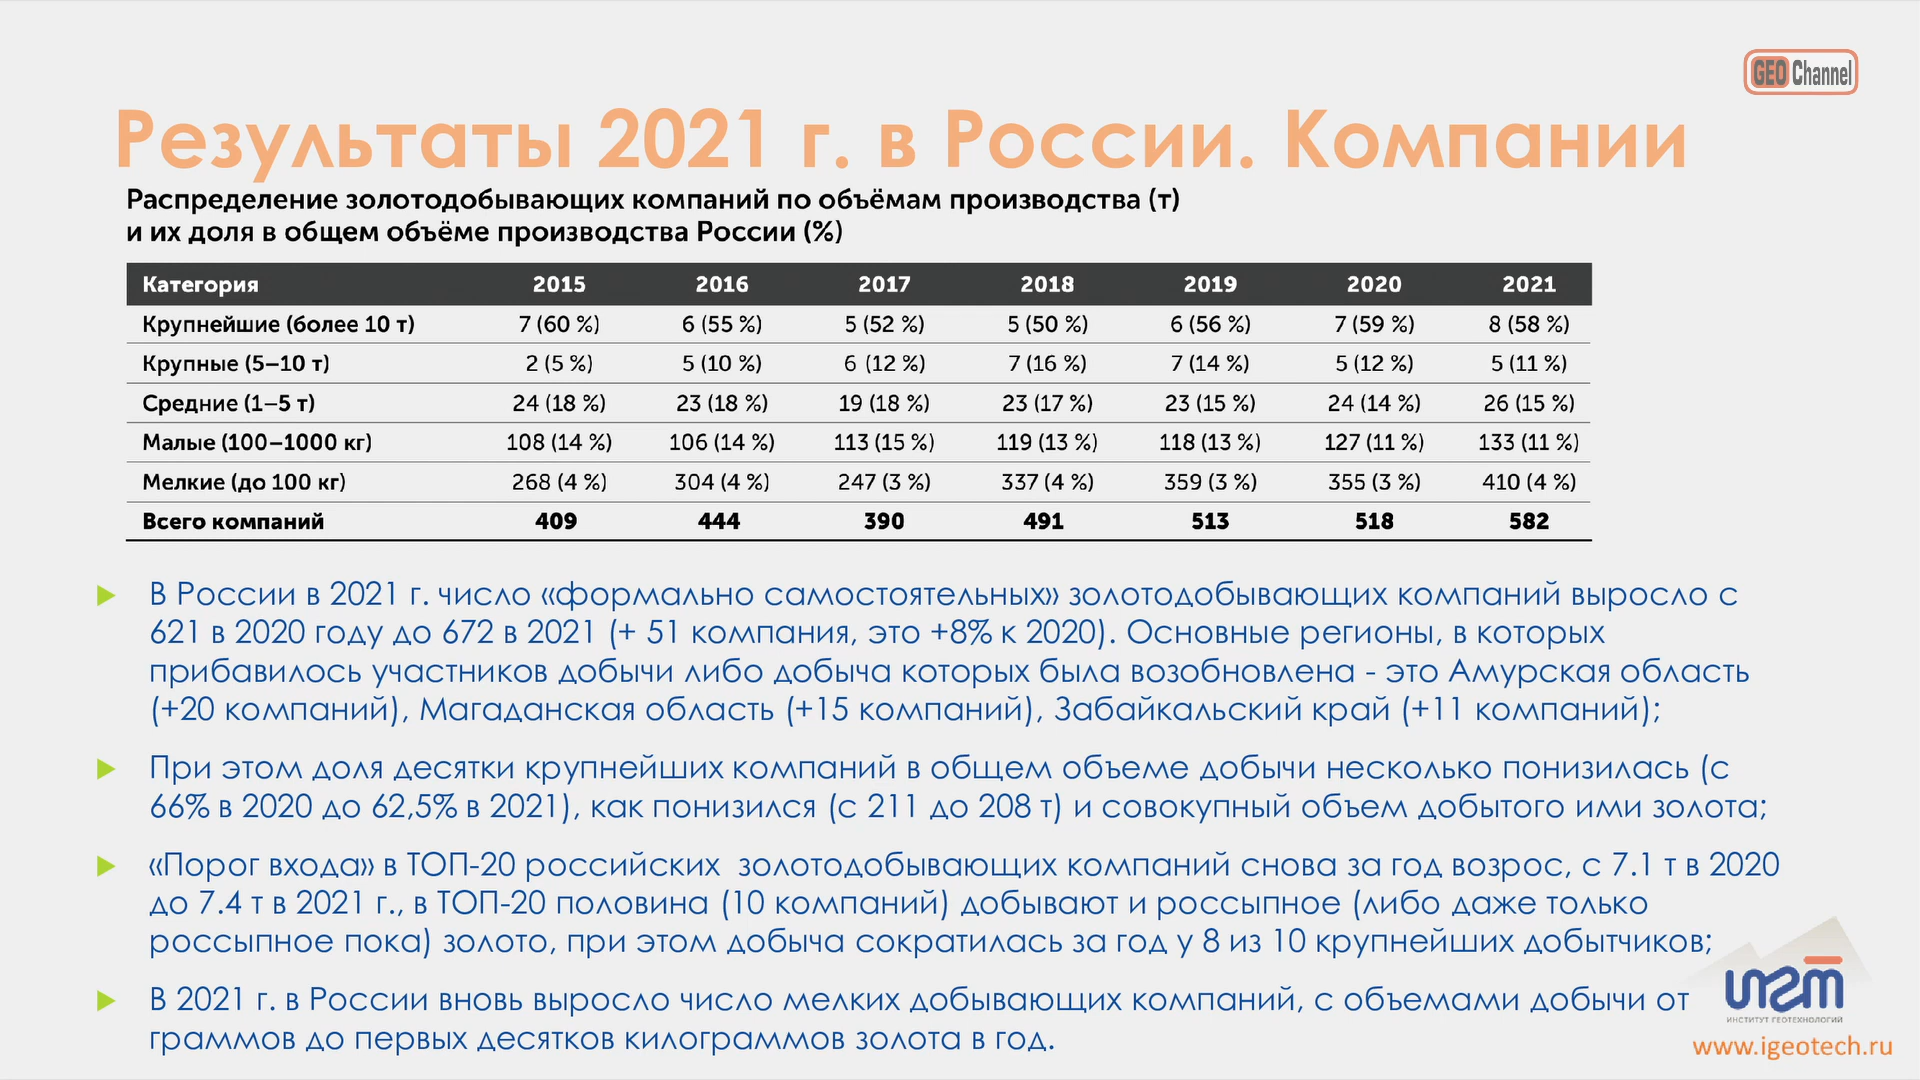 GEO Channel
Результаты 2021 г. в России. Компании
Распределение золотодобывающих компаний по объёмам производства (т)
и их доля в общем объёме производства России (%)
Категория 2015 2016 2017 2018 2019 2020 2021
Крупнейшие (более 10 т) 7 (60 %) 6 (55 %) 5 (52 %) 5 (50 %) 6 (56 %) 7 (59 %) 8 (58 %)
Крупные (5–10 т) 2 (5 %) 5 (10 %) 6 (12 %) 7 (16 %) 7 (14 %) 5 (12 %) 5 (11 %)
Средние (1–5 т) 24 (18 %) 23 (18 %) 19 (18 %) 23 (17 %) 23 (15 %) 24 (14 %) 26 (15 %)
Малые (100–1000 кг) 108 (14 %) 106 (14 %) 113 (15 %) 119 (13 %) 118 (13 %) 127 (11 %) 133 (11 %)
Мелкие (до 100 кг) 268 (4 %) 304 (4 %) 247 (3 %) 337 (4 %) 359 (3 %) 355 (3 %) 410 (4 %)
Всего компаний 409 444 390 491 513 518 582
В России в 2021 г. число «формально самостоятельных» золотодобывающих компаний выросло с
621 в 2020 году до 672 в 2021 (+ 51 компания, это +8% к 2020). Основные регионы, в которых
прибавилось участников добычи либо добыча которых была возобновлена - это Амурская область
(+20 компаний), Магаданская область (+15 компаний), Забайкальский край (+11 компаний);
При этом доля десятки крупнейших компаний в общем объеме добычи несколько понизилась (с
66% в 2020 до 62,5% в 2021), как понизился (с 211 до 208 т) и совокупный объем добытого ими золота;
«Порог входа» в ТОП-20 российских золотодобывающих компаний снова за год возрос, с 7.1 т в 2020
до 7.4 т в 2021 г., в ТОП-20 половина (10 компаний) добывают и россыпное (либо даже только
россыпное пока) золото, при этом добыча сократилась за год у 8 из 10 крупнейших добытчиков;
В 2021 г. в России вновь выросло число мелких добывающих компаний, с объемами добычи от
граммов до первых десятков килограммов золота в год.
ИНСТИТУТ ГЕОТЕХНОЛОГИЙ
www.igeotech.ru